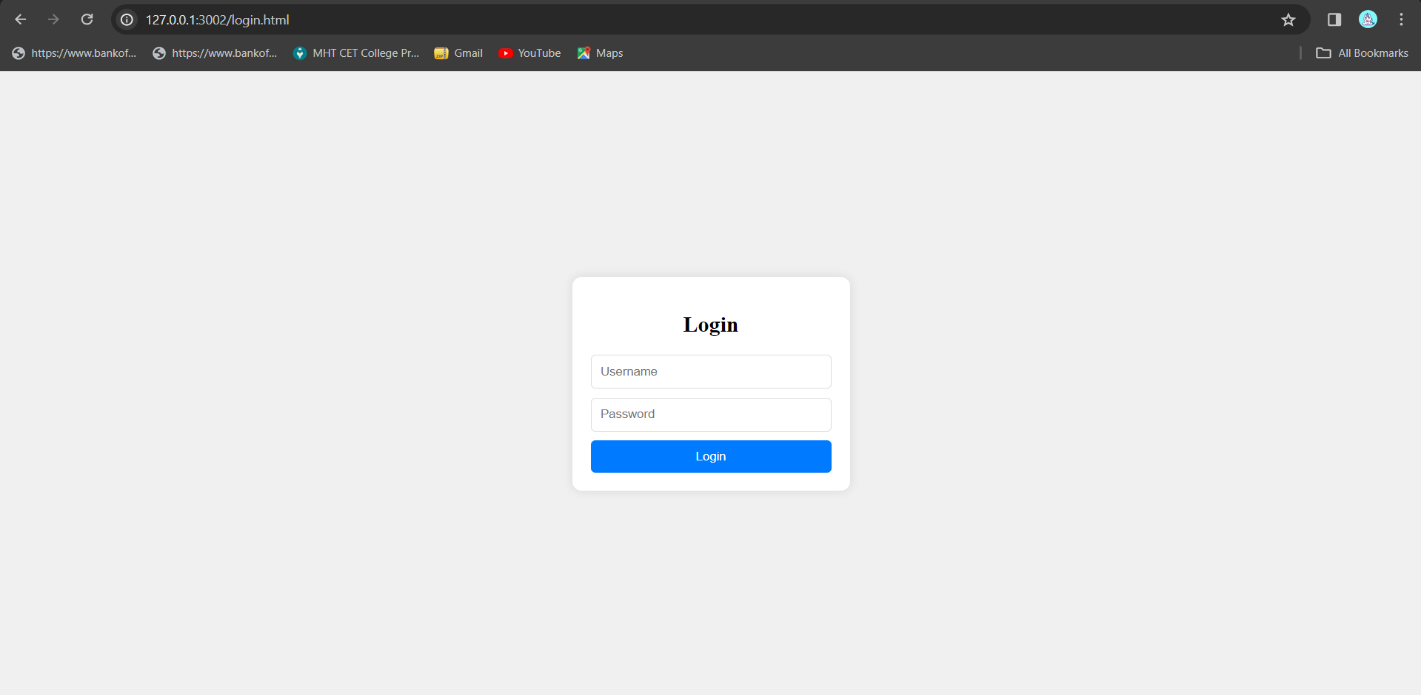 127.0.0.1:3002/login.html
https://www.bankof... https://www.bankof... MHT CET College Pr... Gmail YouTube Maps All Bookmarks
Login
Username
Password
Login